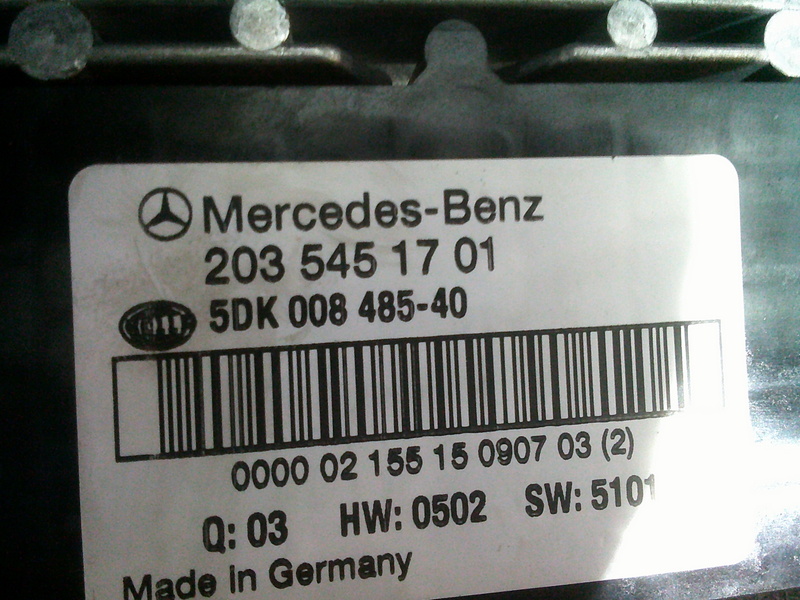 Mercedes-Benz
203 545 17 01
5DK 008 485-40
0000 02 155 15 0907 03 (2)
Q: 03 HW: 0502 SW: 5101
Made in Germany